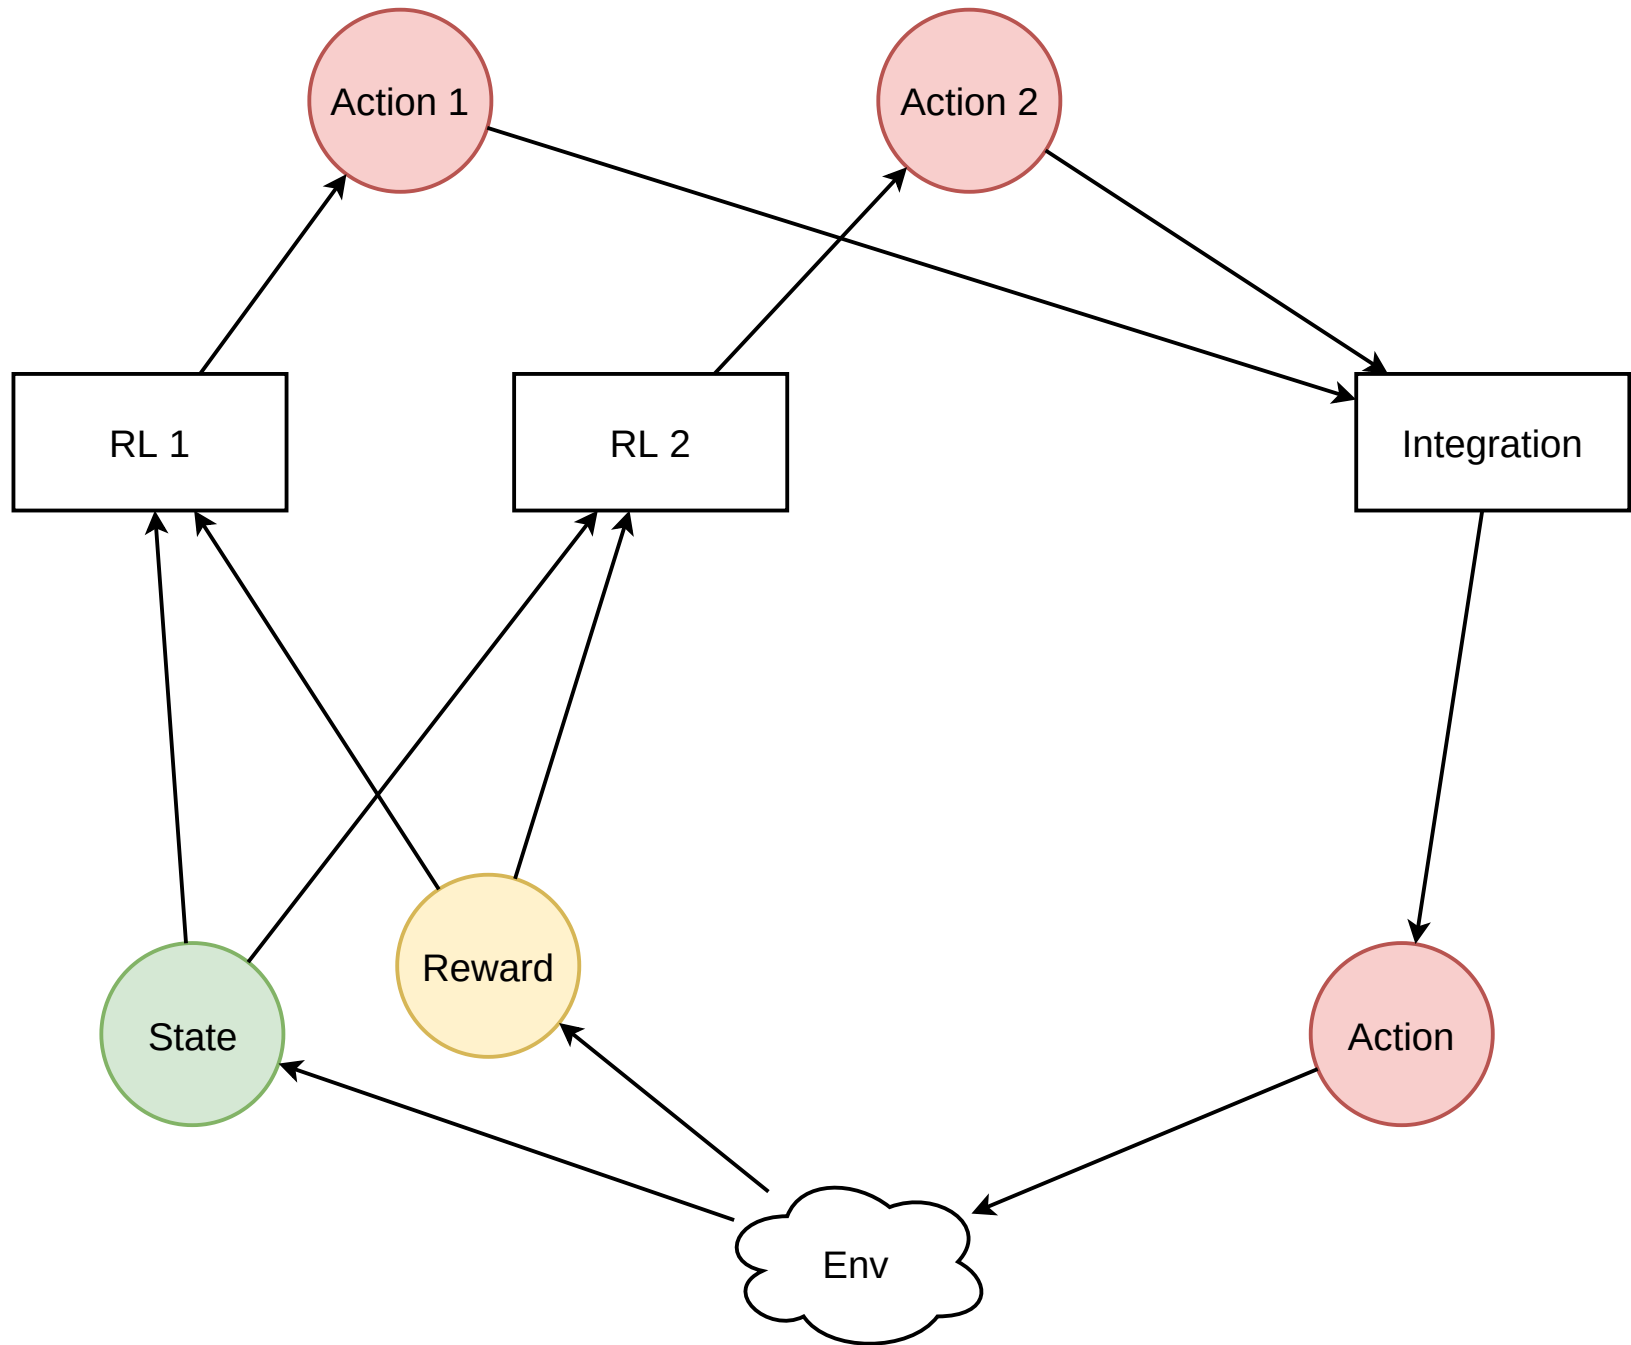 Action 1
Action 2
RL 1
RL 2
Integration
Reward
State
Action
Env